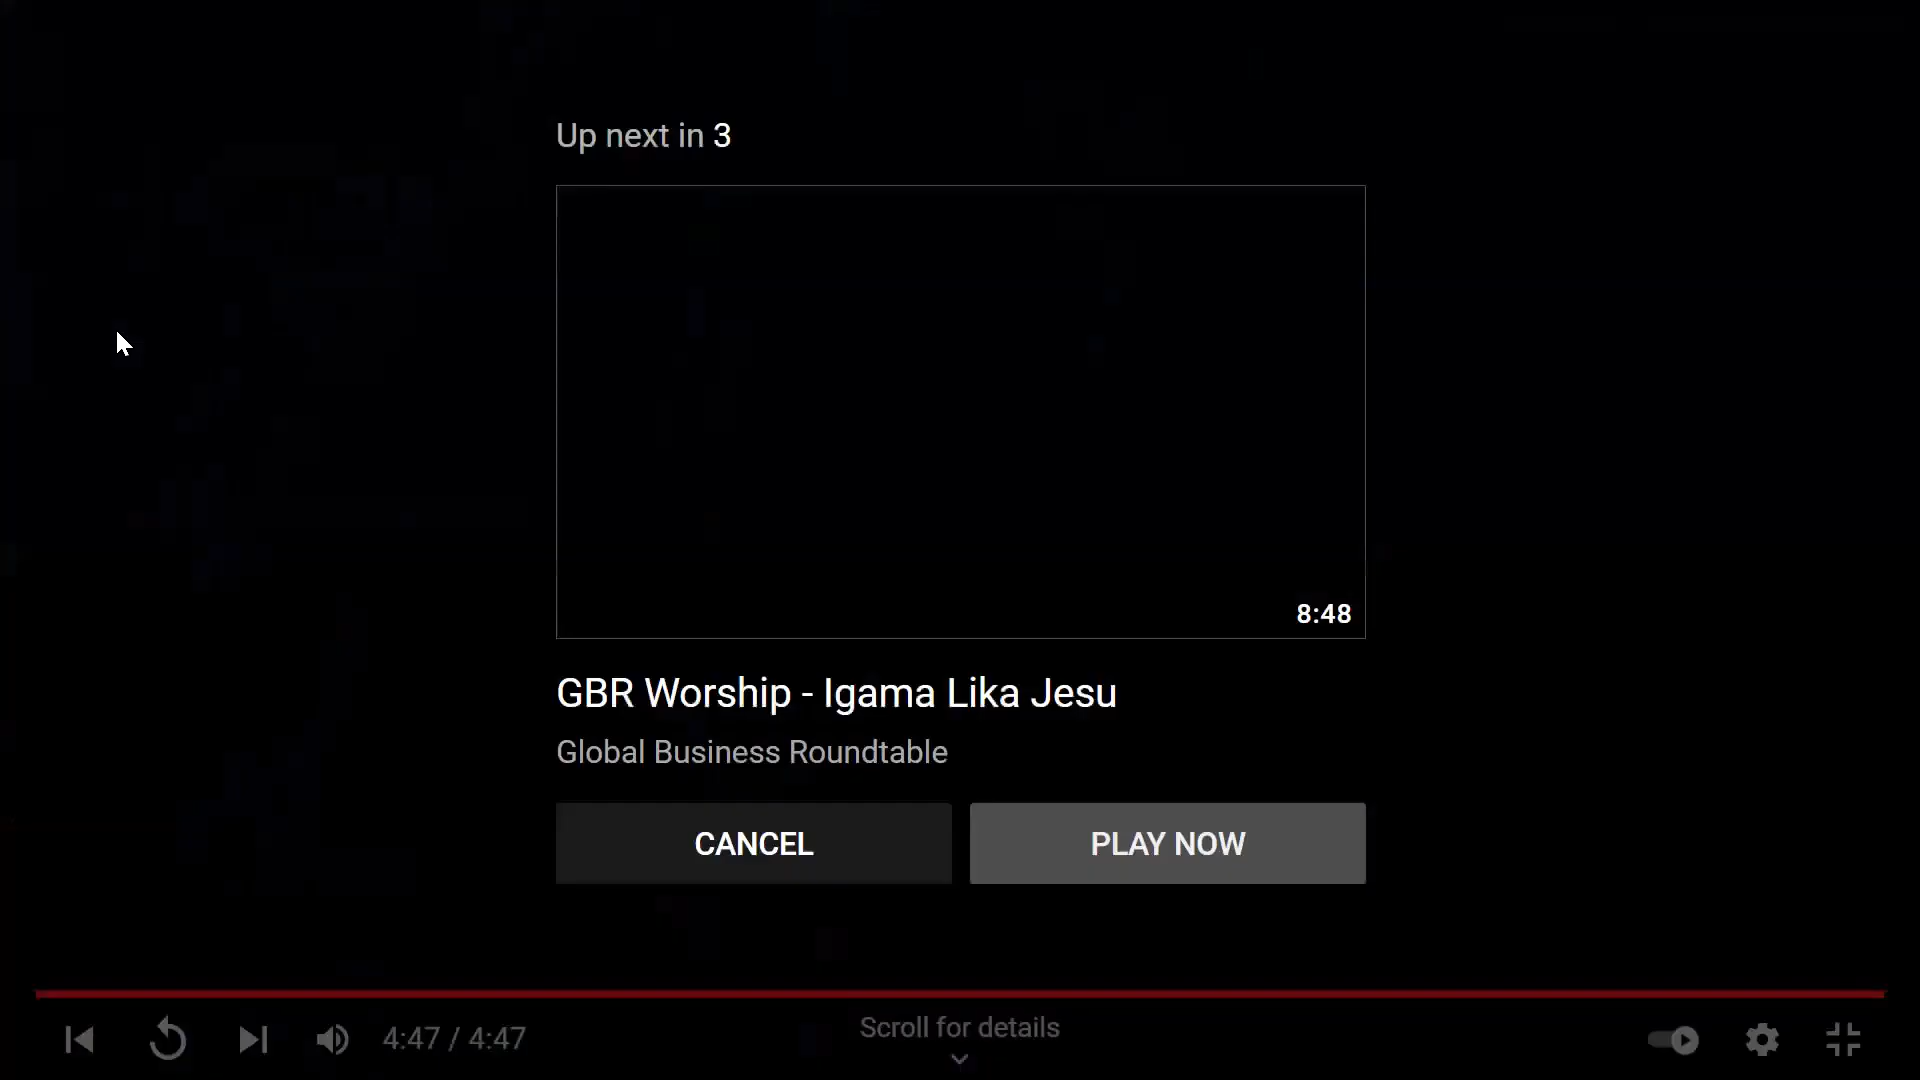 Up next in 3
8:48
GBR Worship - Igama Lika Jesu
Global Business Roundtable
CANCEL
PLAY NOW
4:47 / 4:47
Scroll for details